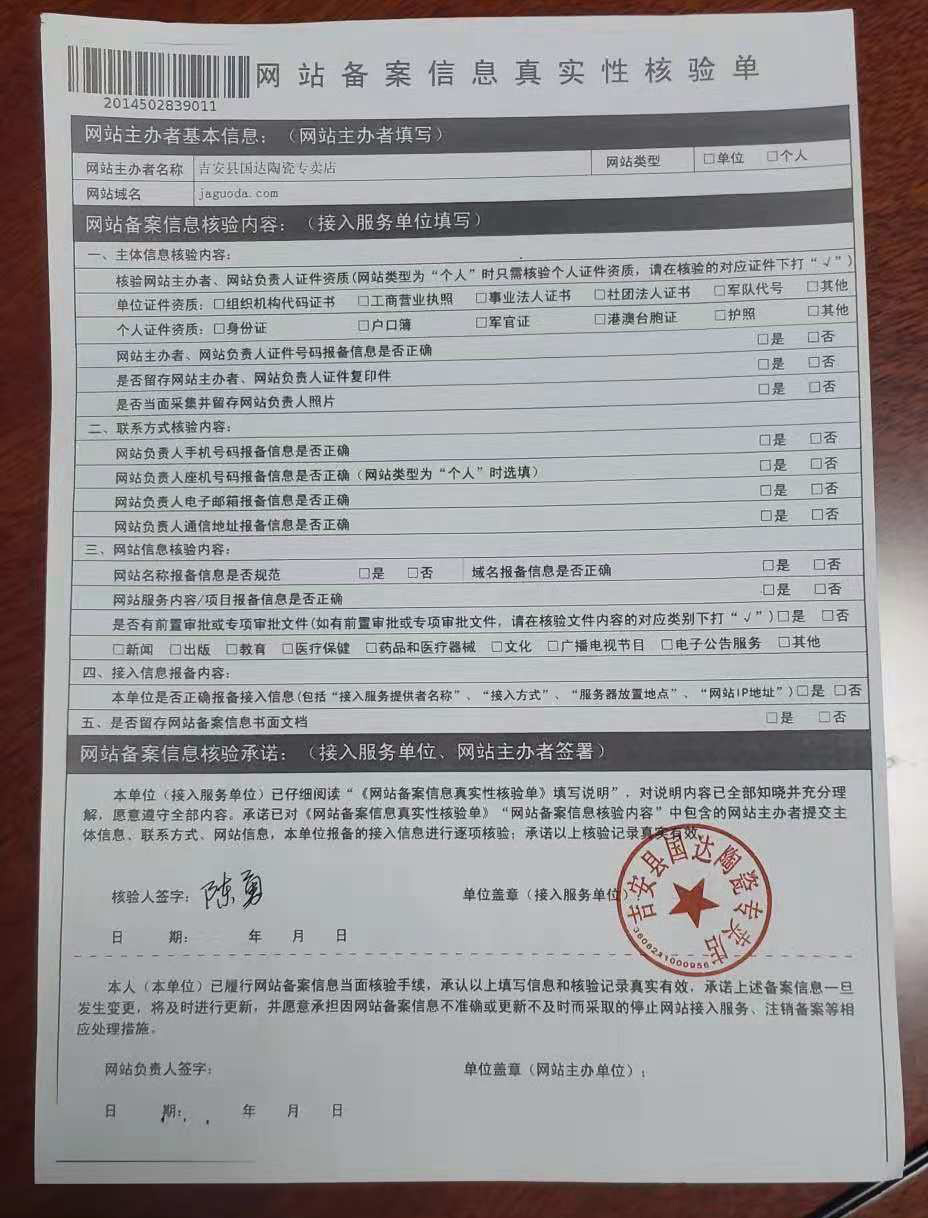 网站备案信息真实性核验单
2014502839011
网站主办者基本信息：（网站主办者填写）
网站主办者名称 吉安县国达陶瓷专卖店 网站类型 □单位 □个人
网站域名 jaguoda.com
网站备案信息核验内容：（接入服务单位填写）
一、主体信息核验内容：
核验网站主办者、网站负责人证件资质(网站类型为“个人”时只需核验个人证件资质，请在核验的对应证件下打“√”)
单位证件资质：□组织机构代码证书 □工商营业执照 □事业法人证书 □社团法人证书 □军队代号 □其他
个人证件资质：□身份证 □户口簿 □军官证 □港澳台胞证 □护照 □其他
网站主办者、网站负责人证件号码报备信息是否正确 □是 □否
是否留存网站主办者、网站负责人证件复印件 □是 □否
是否当面采集并留存网站负责人照片 □是 □否
二、联系方式核验内容：
网站负责人手机号码报备信息是否正确 □是 □否
网站负责人座机号码报备信息是否正确(网站类型为“个人”时选填) □是 □否
网站负责人电子邮箱报备信息是否正确 □是 □否
网站负责人通信地址报备信息是否正确 □是 □否
三、网站信息核验内容：
网站名称报备信息是否规范 □是 □否 域名报备信息是否正确 □是 □否
网站服务内容/项目报备信息是否正确 □是 □否
是否有前置审批或专项审批文件(如有前置审批或专项审批文件，请在核验文件内容的对应类别下打“√”)□是 □否
□新闻 □出版 □教育 □医疗保健 □药品和医疗器械 □文化 □广播电视节目 □电子公告服务 □其他
四、接入信息报备内容：
本单位是否正确报备接入信息(包括“接入服务提供者名称”、“接入方式”、“服务器放置地点”、“网站IP地址”)□是 □否
五、是否留存网站备案信息书面文档 □是 □否
网站备案信息核验承诺：（接入服务单位、网站主办者签署）
本单位（接入服务单位）已仔细阅读“《网站备案信息真实性核验单》填写说明”，对说明内容已全部知晓并充分理
解，愿意遵守全部内容。承诺已对《网站备案信息真实性核验单》“网站备案信息核验内容”中包含的网站主办者提交主
体信息、联系方式、网站信息，本单位报备的接入信息进行逐项核验；承诺以上核验记录真实有效。
核验人签字：陈勇 单位盖章（接入服务单位）
吉安县国达陶瓷专卖店
日 期： 年 月 日
本人（本单位）已履行网站备案信息当面核验手续，承认以上填写信息和核验记录真实有效，承诺上述备案信息一旦
发生变更，将及时进行更新，并愿意承担因网站备案信息不准确或更新不及时而采取的停止网站接入服务、注销备案等相
应处理措施。
网站负责人签字： 单位盖章（网站主办单位）：
日 期： 年 月 日